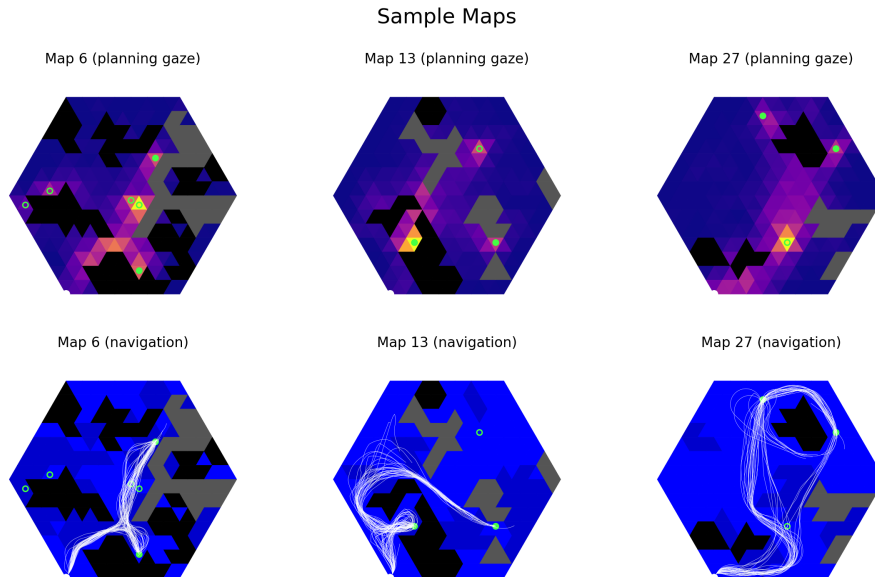 Sample Maps
Map 6 (planning gaze)
Map 13 (planning gaze)
Map 27 (planning gaze)
Map 6 (navigation)
Map 13 (navigation)
Map 27 (navigation)